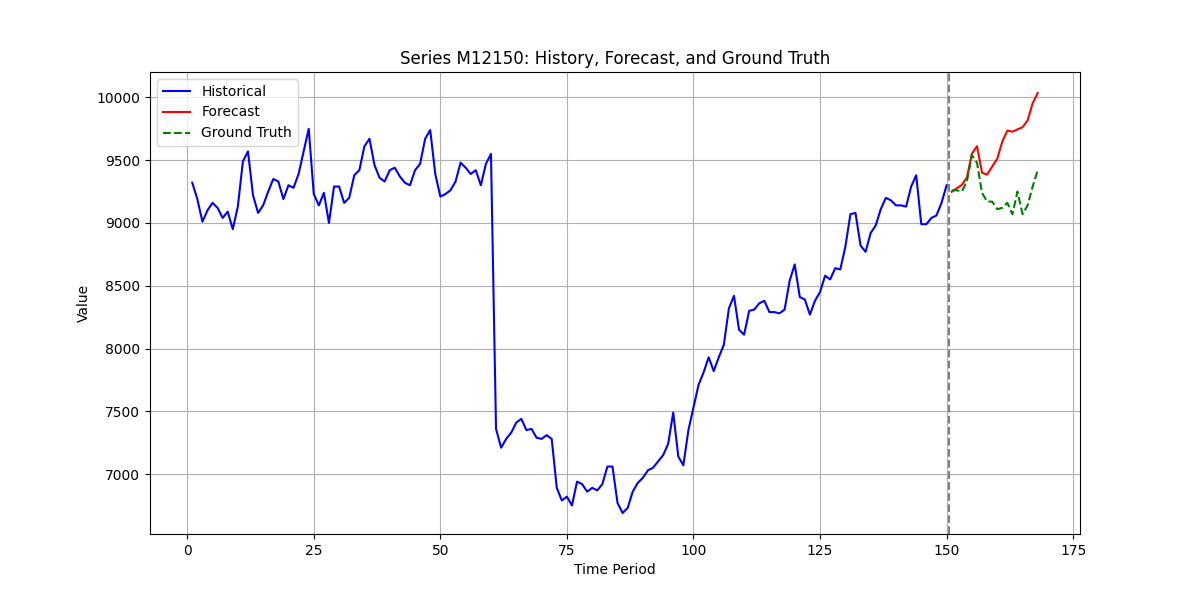 Series M12150: History, Forecast, and Ground Truth
Historical
Forecast
Ground Truth
10000
9500
9000
8500
8000
7500
7000
Value
0 25 50 75 100 125 150 175
Time Period